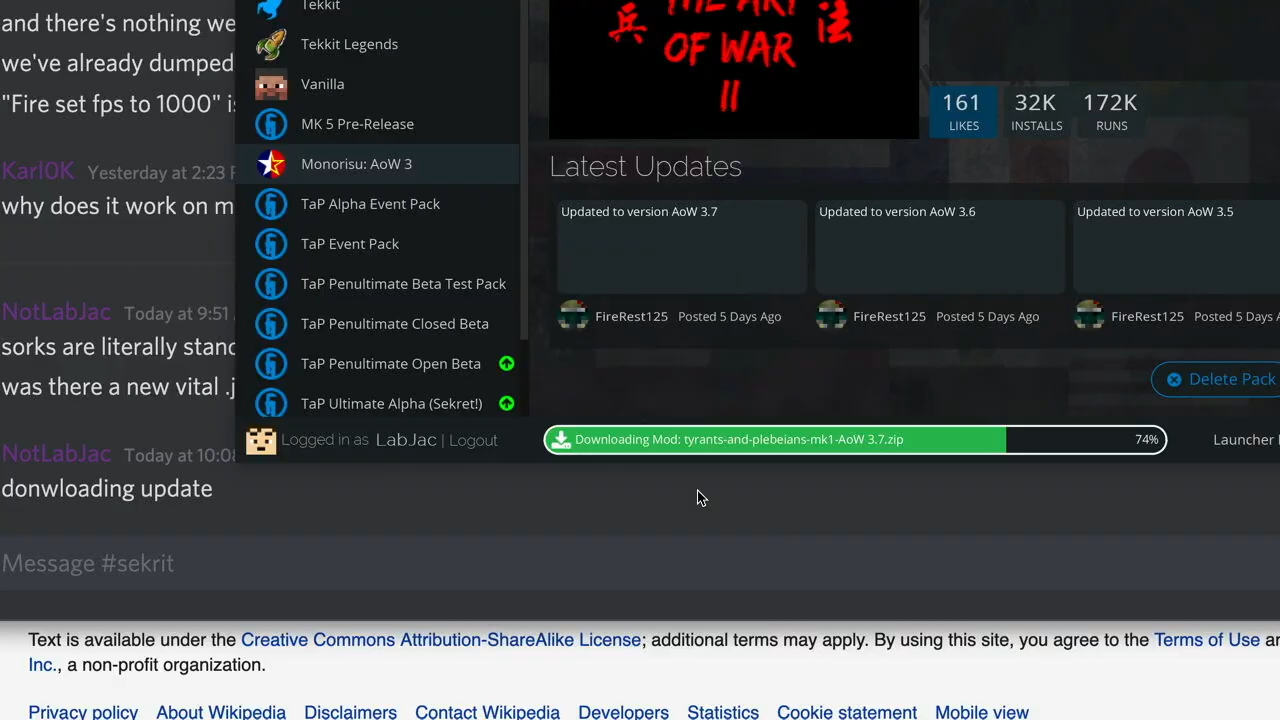 and there's nothing we
we've already dumped
"Fire set fps to 1000" is
Karl0K Yesterday at 2:23
why does it work on m
NotLabJac Today at 9:51
sorks are literally stand
was there a new vital .j
NotLabJac Today at 10:08
donwloading update
Message #sekrit
Tekkit
Tekkit Legends
Vanilla
MK 5 Pre-Release
Monorisu: AoW 3
TaP Alpha Event Pack
TaP Event Pack
TaP Penultimate Beta Test Pack
TaP Penultimate Closed Beta
TaP Penultimate Open Beta
TaP Ultimate Alpha (Sekret!)
Logged in as LabJac | Logout
兵 THE ART 法
OF WAR
II
161 LIKES
32K INSTALLS
172K RUNS
Latest Updates
Updated to version AoW 3.7
FireRest125 Posted 5 Days Ago
Updated to version AoW 3.6
FireRest125 Posted 5 Days Ago
Updated to version AoW 3.5
FireRest125 Posted 5 Days A
Delete Pack
Downloading Mod: tyrants-and-plebeians-mk1-AoW 3.7.zip 74%
Launcher
Text is available under the Creative Commons Attribution-ShareAlike License; additional terms may apply. By using this site, you agree to the Terms of Use an
Inc., a non-profit organization.
Privacy policy About Wikipedia Disclaimers Contact Wikipedia Developers Statistics Cookie statement Mobile view